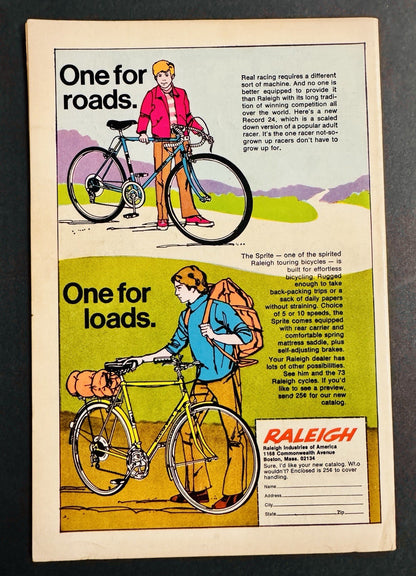 One for
roads.
Real racing requires a different
sort of machine. And no one is
better equipped to provide it
than Raleigh with its long tradi-
tion of winning competition all
over the world. Here's a new
Record 24, which is a scaled
down version of a popular adult
racer. It's the one racer not-so-
grown up racers don't have to
grow up for.
One for
loads.
The Sprite — one of the spirited
Raleigh touring bicycles — is
built for effortless
bicycling. Rugged
enough to take
back-packing trips or a
sack of daily papers
without straining. Choice
of 5 or 10 speeds, the
Sprite comes equipped
with rear carrier and
comfortable spring
mattress saddle, plus
self-adjusting brakes.
Your Raleigh dealer has
lots of other possibilities.
See him and the 73
Raleigh cycles. If you'd
like to see a preview,
send 25¢ for our new
catalog.
RALEIGH
Raleigh Industries of America
1168 Commonwealth Avenue
Boston, Mass. 02134
Sure, I'd like your new catalog. Who
wouldn't? Enclosed is 25¢ to cover
handling.
Name
Address
City
State Zip